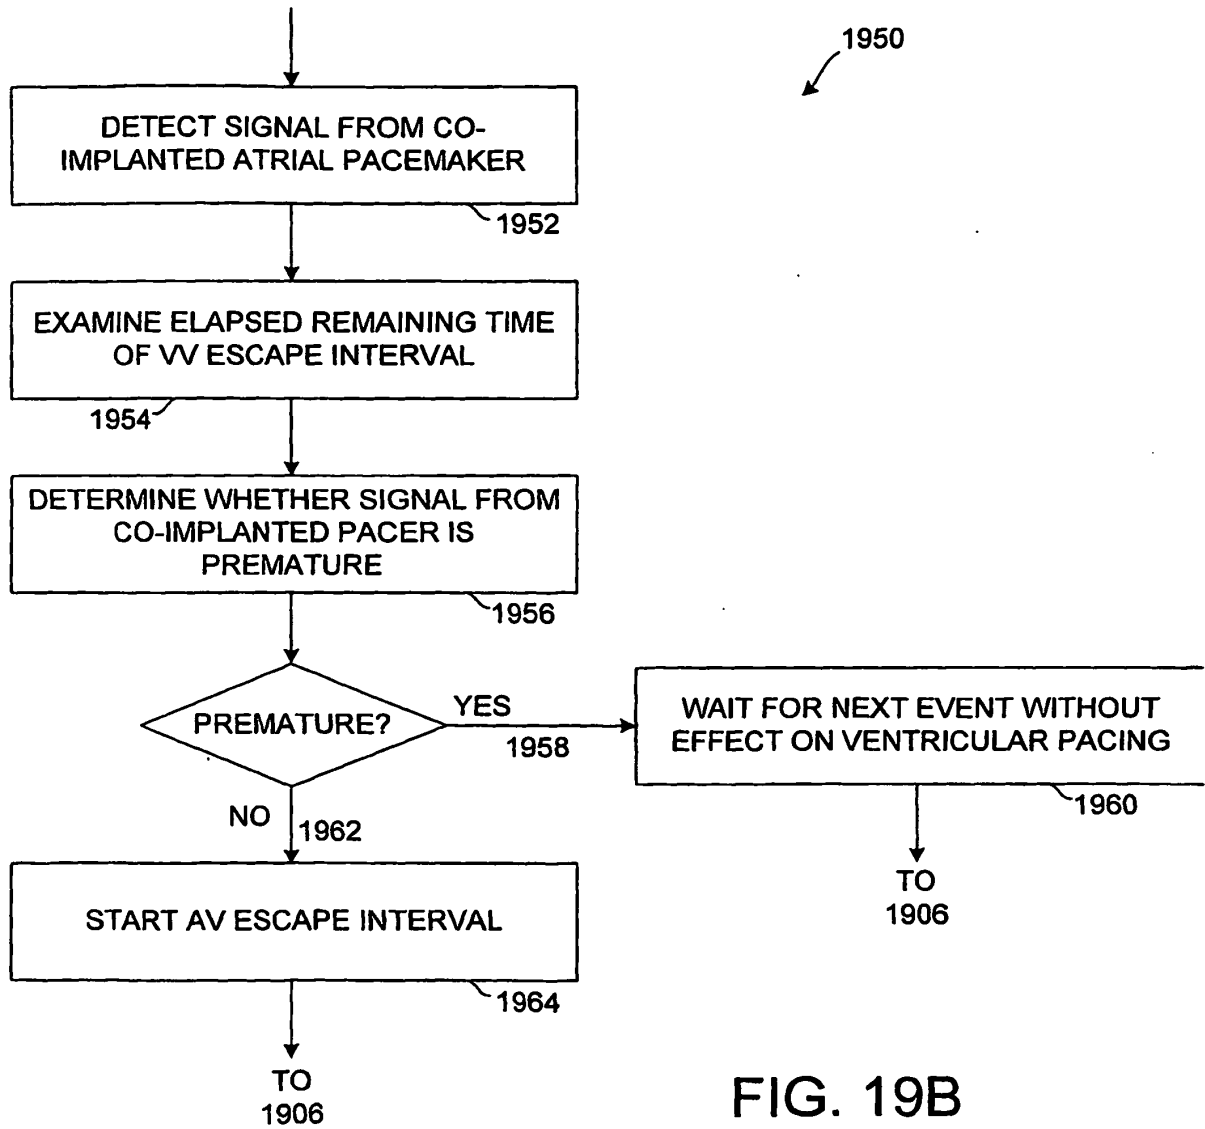 1950
DETECT SIGNAL FROM CO-
IMPLANTED ATRIAL PACEMAKER
1952
EXAMINE ELAPSED REMAINING TIME
OF VV ESCAPE INTERVAL
1954
DETERMINE WHETHER SIGNAL FROM
CO-IMPLANTED PACER IS
PREMATURE
1956
PREMATURE?
YES
1958
WAIT FOR NEXT EVENT WITHOUT
EFFECT ON VENTRICULAR PACING
1960
TO
1906
NO
1962
START AV ESCAPE INTERVAL
1964
TO
1906
FIG. 19B